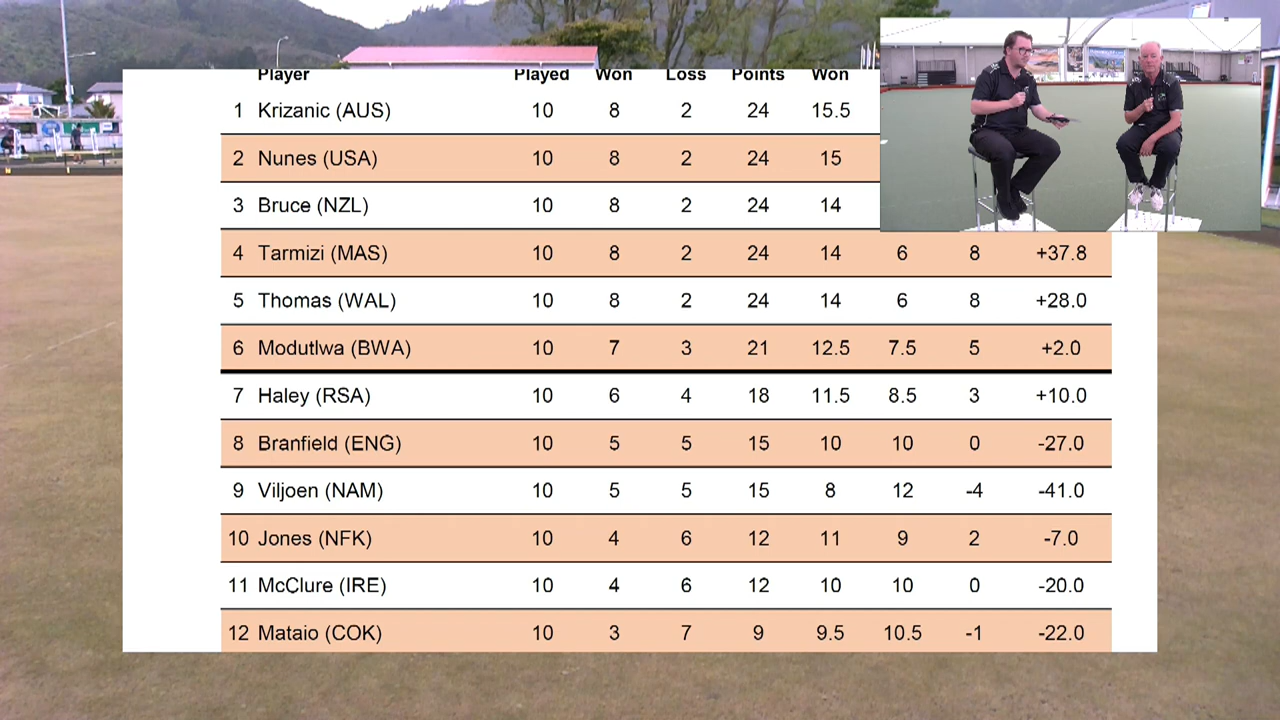 Player Played Won Loss Points Won
1 Krizanic (AUS) 10 8 2 24 15.5
2 Nunes (USA) 10 8 2 24 15
3 Bruce (NZL) 10 8 2 24 14
4 Tarmizi (MAS) 10 8 2 24 14 6 8 +37.8
5 Thomas (WAL) 10 8 2 24 14 6 8 +28.0
6 Modutlwa (BWA) 10 7 3 21 12.5 7.5 5 +2.0
7 Haley (RSA) 10 6 4 18 11.5 8.5 3 +10.0
8 Branfield (ENG) 10 5 5 15 10 10 0 -27.0
9 Viljoen (NAM) 10 5 5 15 8 12 -4 -41.0
10 Jones (NFK) 10 4 6 12 11 9 2 -7.0
11 McClure (IRE) 10 4 6 12 10 10 0 -20.0
12 Mataio (COK) 10 3 7 9 9.5 10.5 -1 -22.0